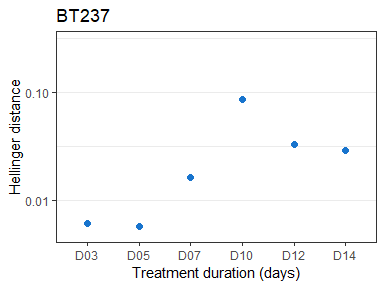 BT237
Hellinger distance
0.10
0.01
D03 D05 D07 D10 D12 D14
Treatment duration (days)